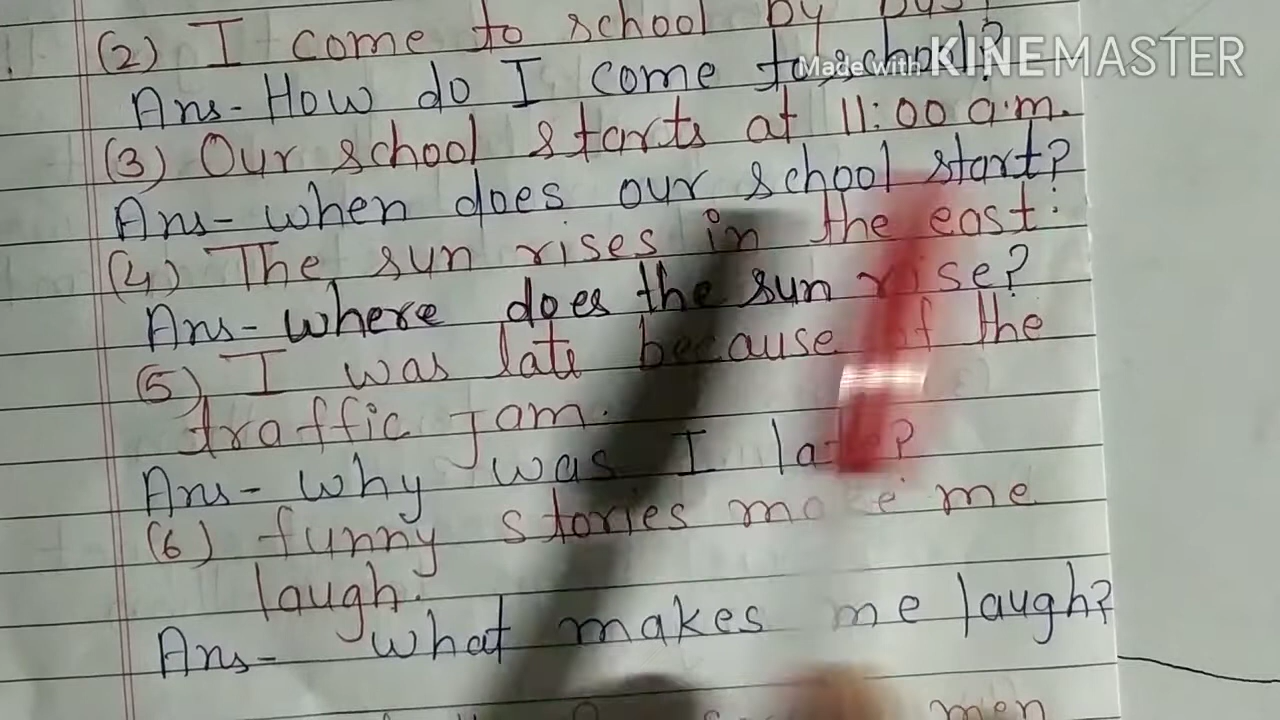 (2) I come to school by bus.
Ans- How do I come to school?
Made with KINEMASTER
(3) Our school starts at 11:00 a.m.
Ans- when does our school start?
(4) The sun rises in the east.
Ans- where does the sun rise?
(5) I was late because of the
traffic jam.
Ans- why was I late?
(6) funny stories make me
laugh.
Ans- what makes me laugh?
men